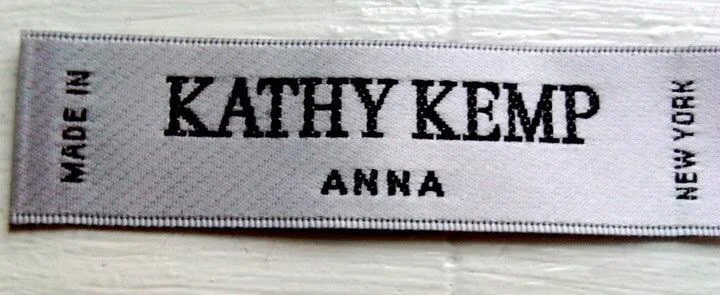 MADE IN
KATHY KEMP
ANNA
NEW YORK